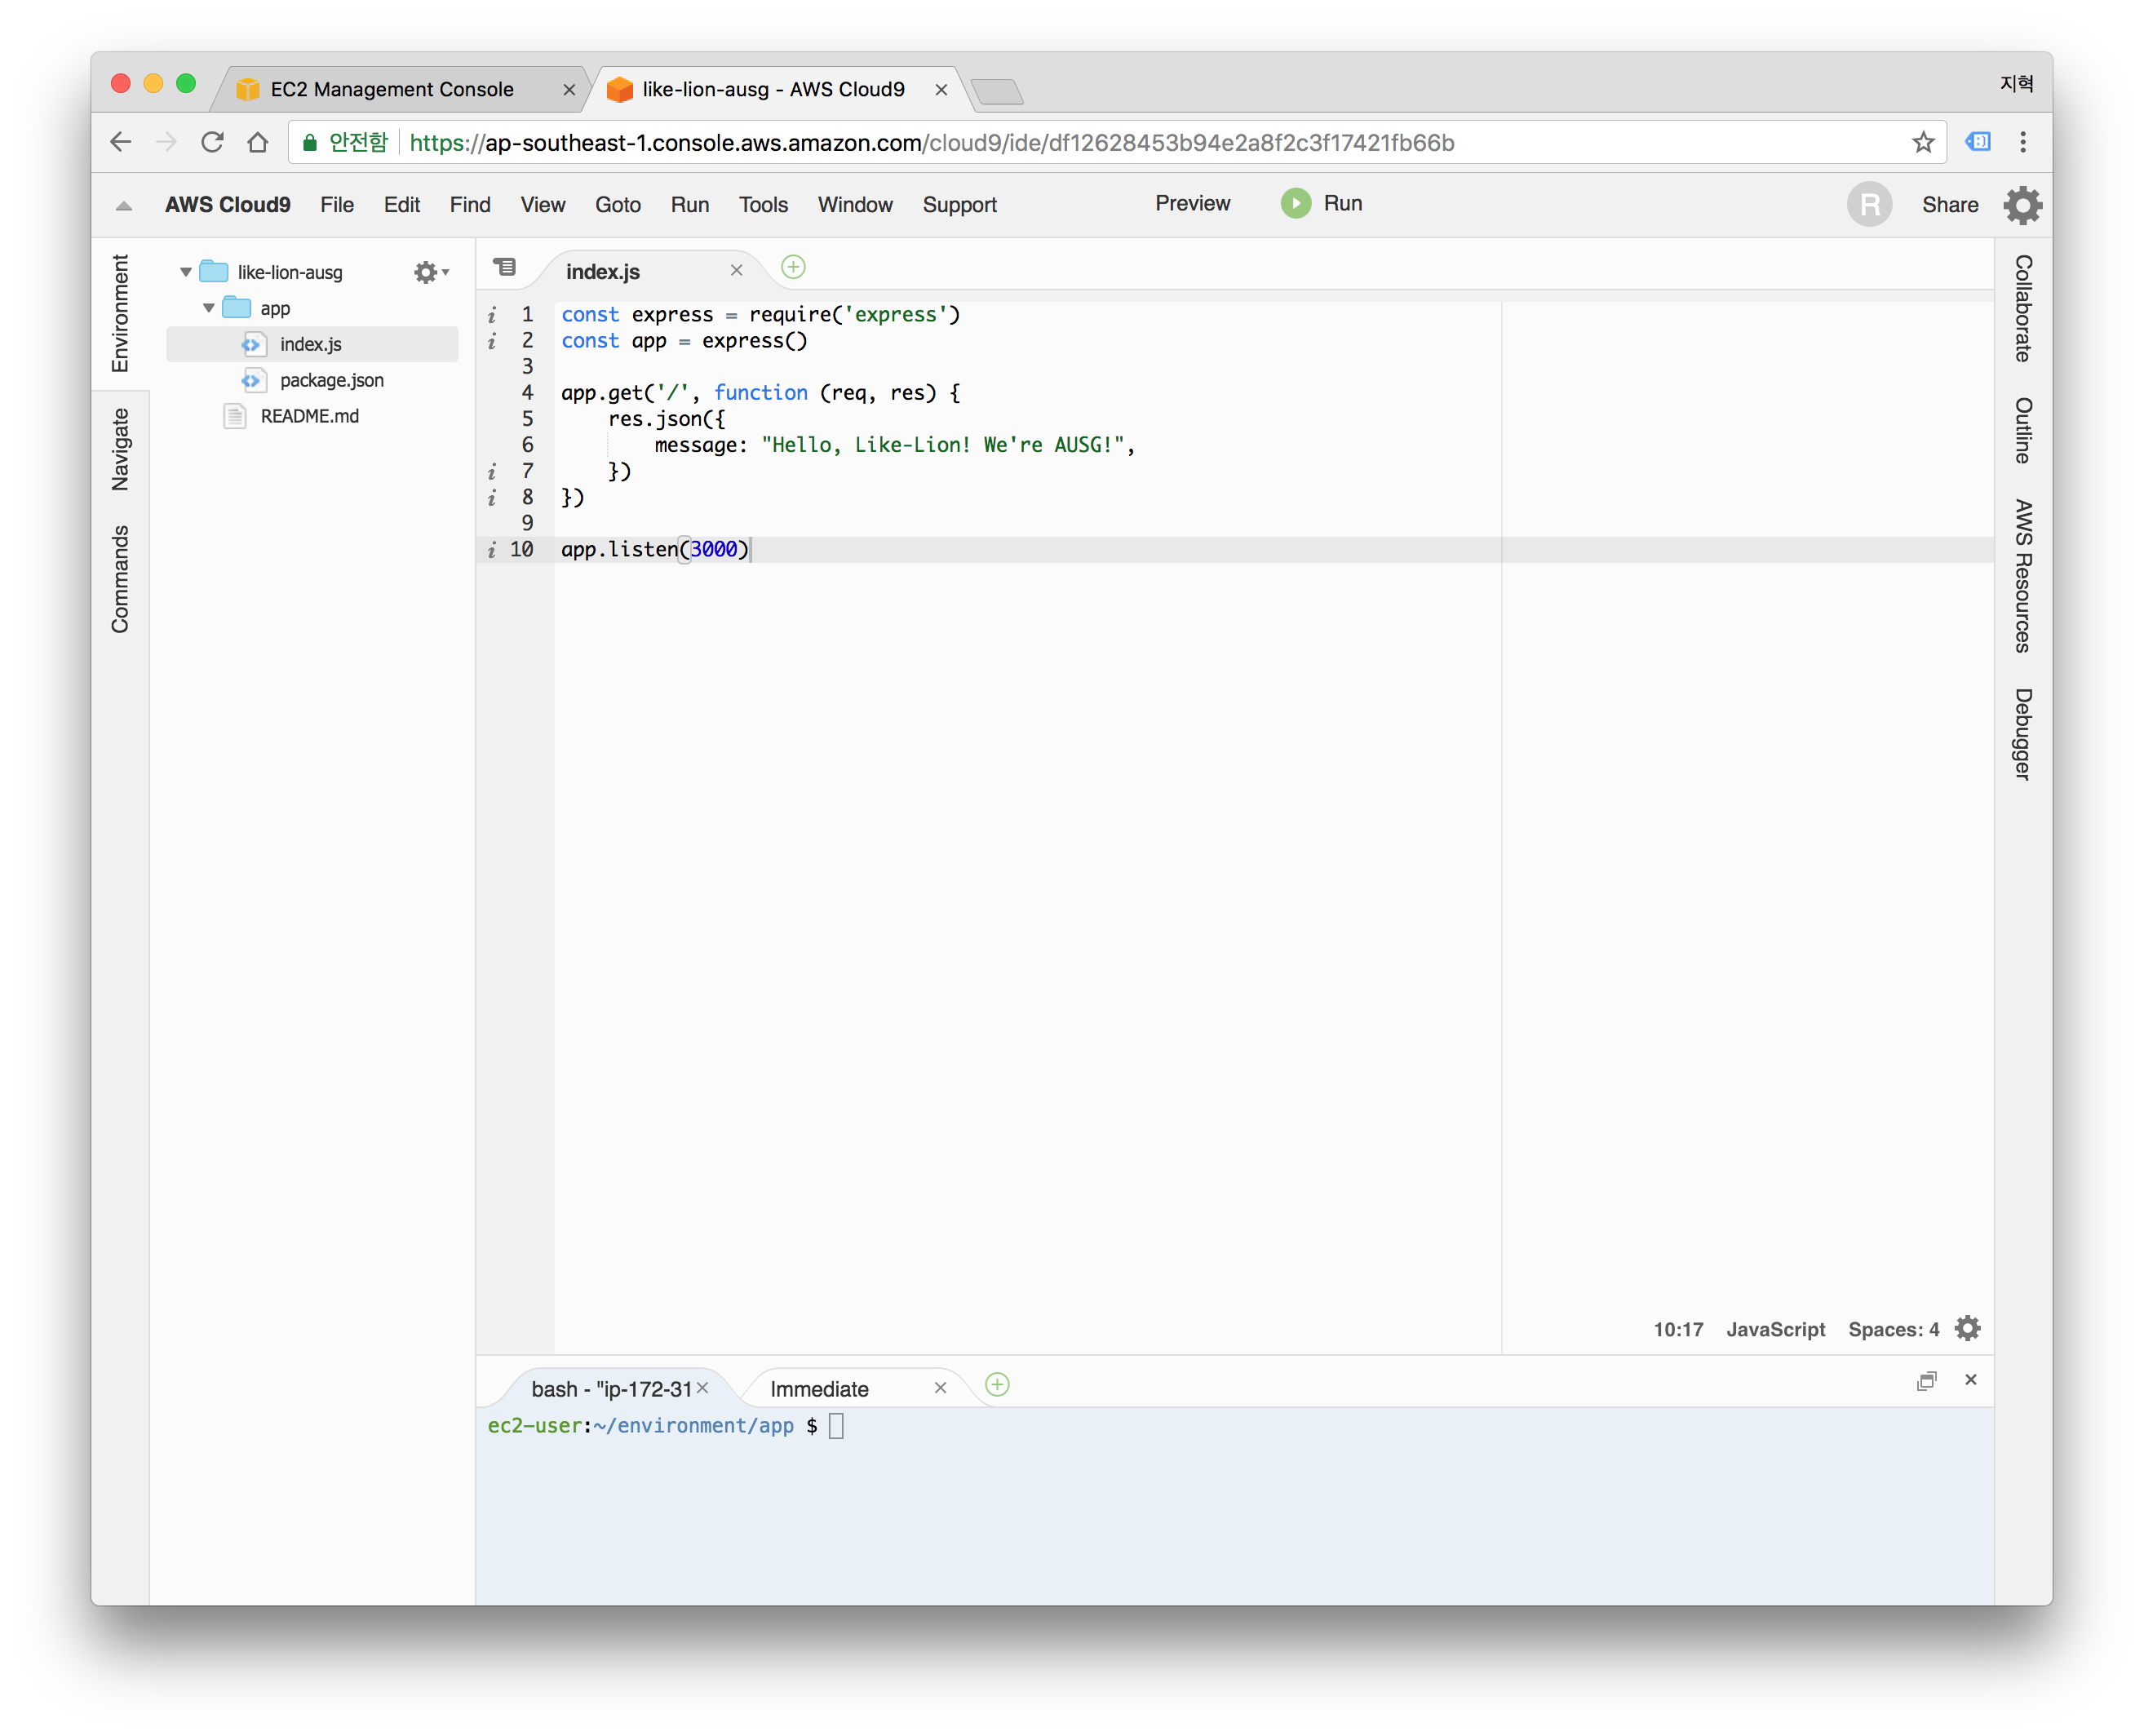 EC2 Management Console
like-lion-ausg - AWS Cloud9
지혁
안전함 https://ap-southeast-1.console.aws.amazon.com/cloud9/ide/df12628453b94e2a8f2c3f17421fb66b
AWS Cloud9 File Edit Find View Goto Run Tools Window Support Preview Run R Share
Environment
Navigate
Commands
like-lion-ausg
app
index.js
package.json
README.md
index.js
1 const express = require('express')
2 const app = express()
3
4 app.get('/', function (req, res) {
5     res.json({
6         message: "Hello, Like-Lion! We're AUSG!",
7     })
8 })
9
10 app.listen(3000)
10:17 JavaScript Spaces: 4
Collaborate
Outline
AWS Resources
Debugger
bash - "ip-172-31
Immediate
ec2-user:~/environment/app $